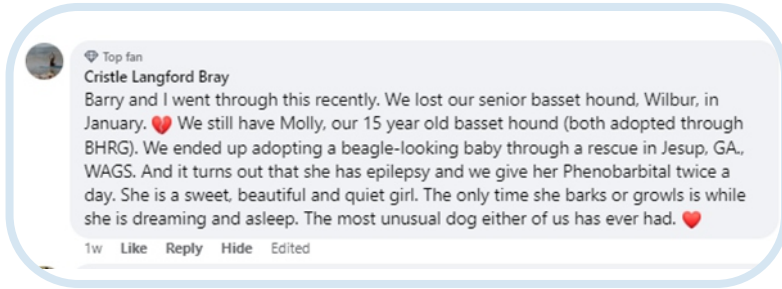 Top fan
Cristle Langford Bray
Barry and I went through this recently. We lost our senior basset hound, Wilbur, in
January. 💔 We still have Molly, our 15 year old basset hound (both adopted through
BHRG). We ended up adopting a beagle-looking baby through a rescue in Jesup, GA.,
WAGS. And it turns out that she has epilepsy and we give her Phenobarbital twice a
day. She is a sweet, beautiful and quiet girl. The only time she barks or growls is while
she is dreaming and asleep. The most unusual dog either of us has ever had. ❤️
1w Like Reply Hide Edited